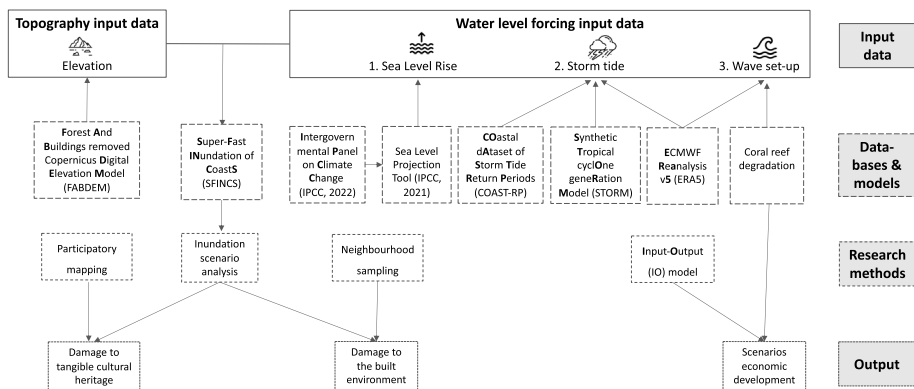 Topography input data
Elevation
Water level forcing input data
1. Sea Level Rise
2. Storm tide
3. Wave set-up
Input
data
Forest And
Buildings removed
Copernicus Digital
Elevation Model
(FABDEM)
Super-Fast
INundation of
CoastS
(SFINCS)
Intergovern
mental Panel
on Climate
Change
(IPCC, 2022)
Sea Level
Projection
Tool (IPCC,
2021)
COastal
dAtaset of
Storm Tide
Return Periods
(COAST-RP)
Synthetic
Tropical
cyclOne
geneRation
Model (STORM)
ECMWF
Reanalysis
v5 (ERA5)
Coral reef
degradation
Data-
bases &
models
Participatory
mapping
Inundation
scenario
analysis
Neighbourhood
sampling
Input-Output
(IO) model
Research
methods
Damage to
tangible cultural
heritage
Damage to
the built
environment
Scenarios
economic
development
Output